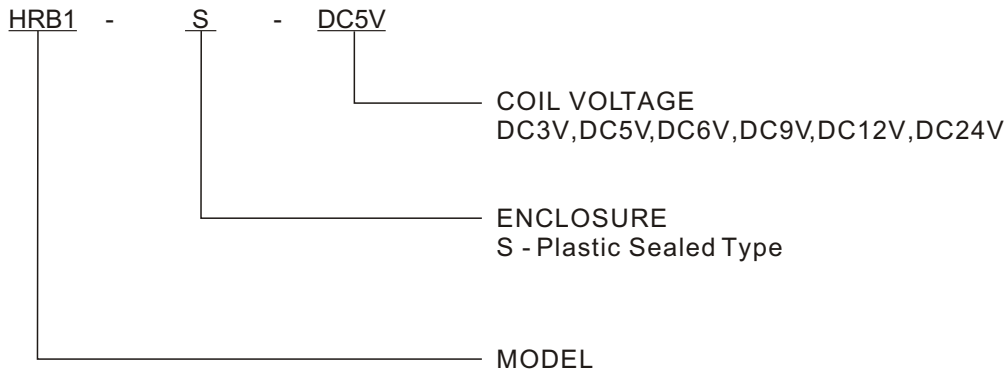 HRB1 - S - DC5V
COIL VOLTAGE
DC3V,DC5V,DC6V,DC9V,DC12V,DC24V
ENCLOSURE
S - Plastic Sealed Type
MODEL